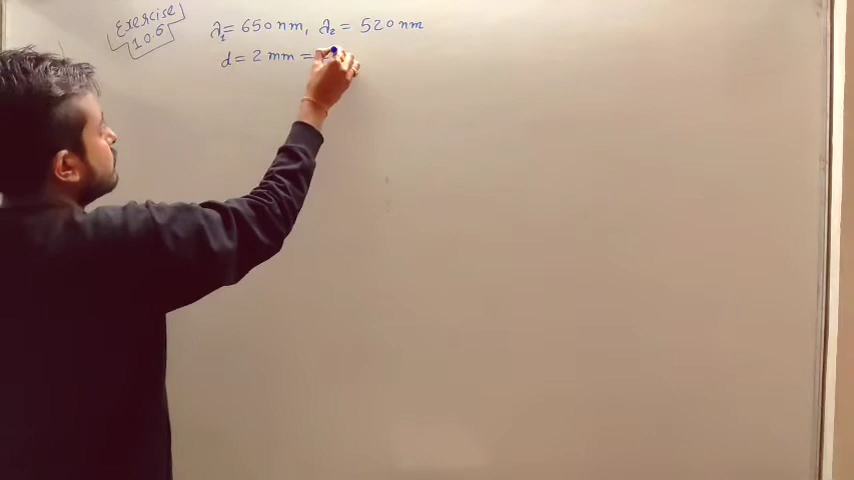 Exercise
10.6
λ₁ = 650 nm, λ₂ = 520 nm
d = 2 mm =